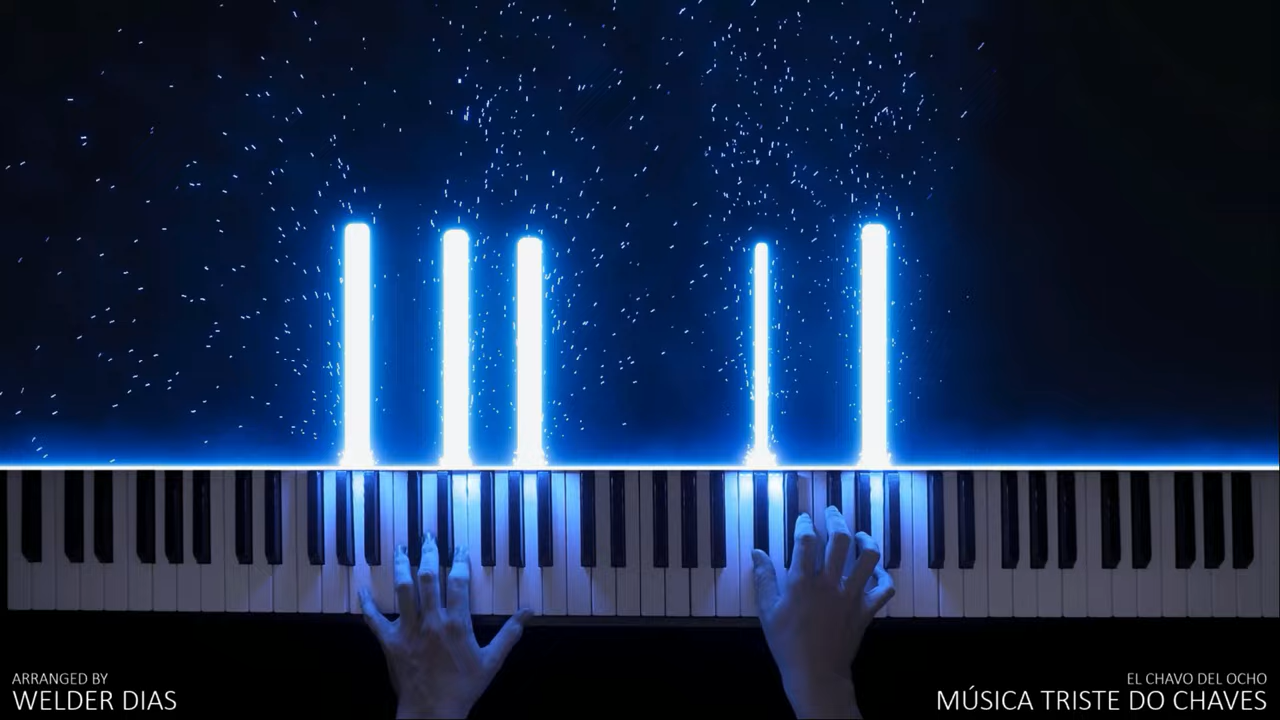 ARRANGED BY
WELDER DIAS
EL CHAVO DEL OCHO
MÚSICA TRISTE DO CHAVES